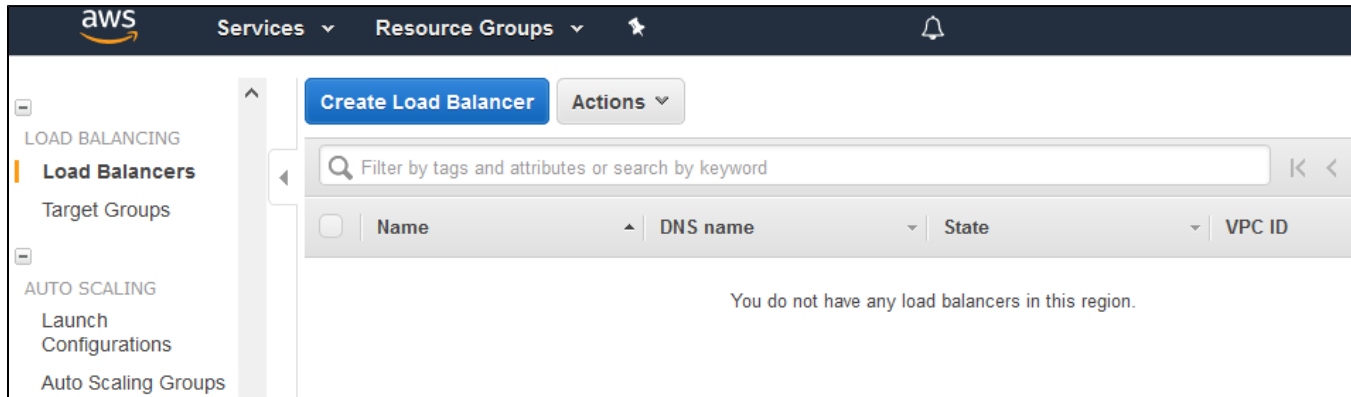 aws Services Resource Groups
Create Load Balancer Actions
LOAD BALANCING
Load Balancers
Target Groups
Filter by tags and attributes or search by keyword
Name DNS name State VPC ID
AUTO SCALING
Launch
Configurations
Auto Scaling Groups
You do not have any load balancers in this region.